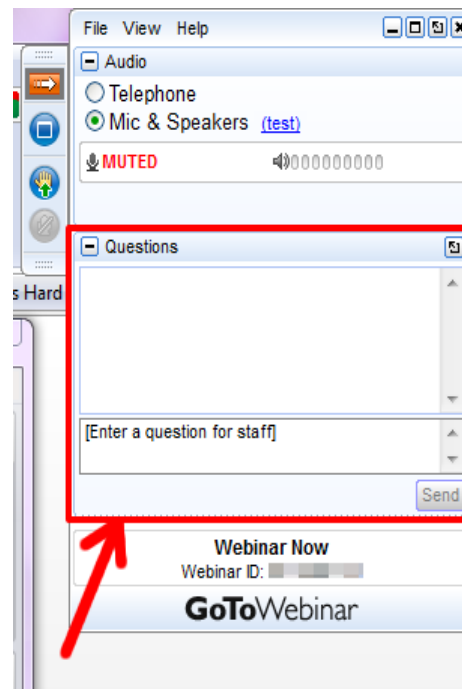 File View Help
Audio
Telephone
Mic & Speakers (test)
MUTED 000000000
Questions
s Hard
[Enter a question for staff]
Send
Webinar Now
Webinar ID:
GoToWebinar